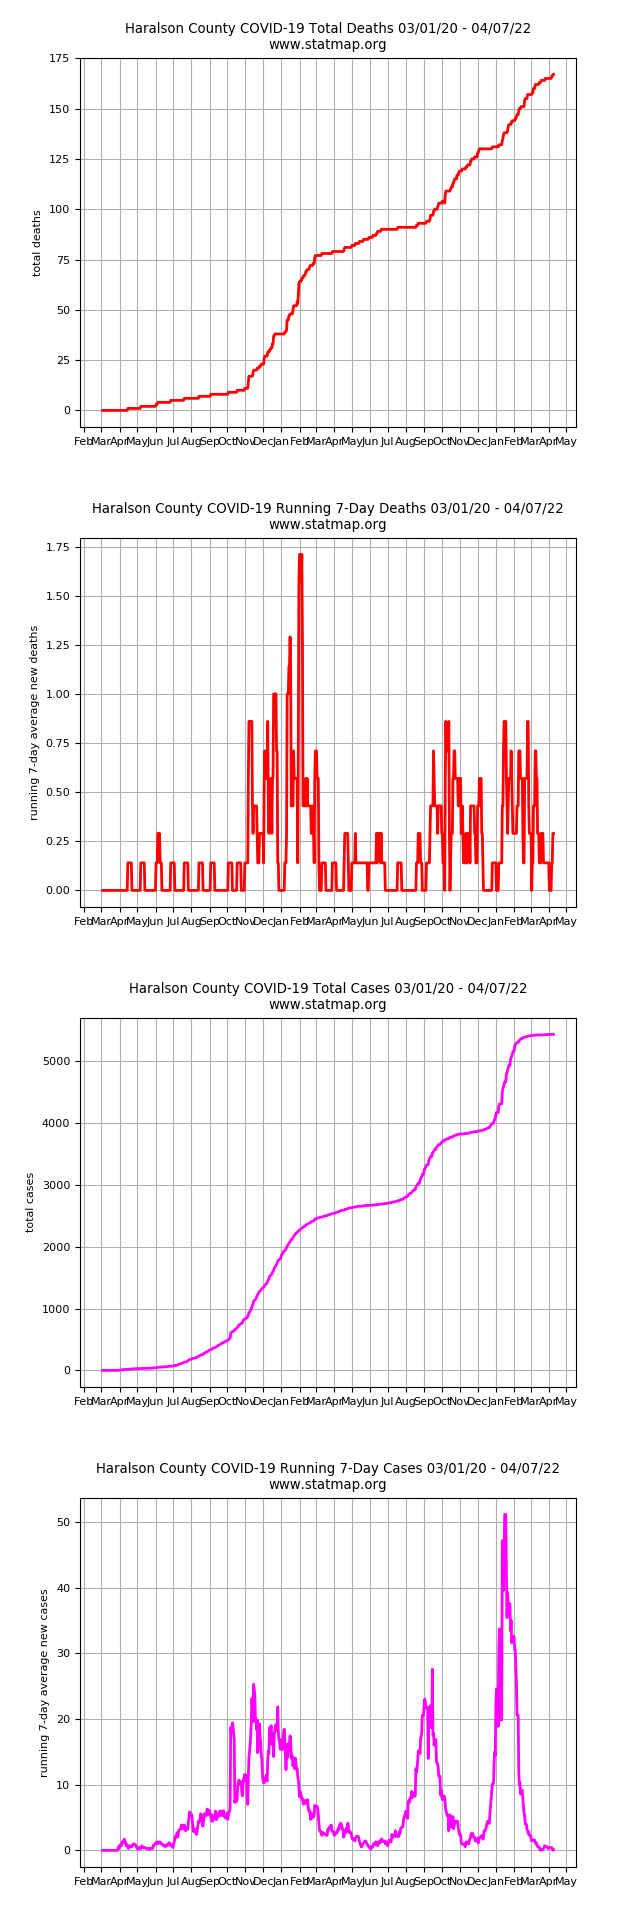 Haralson County COVID-19 Total Deaths 03/01/20 - 04/07/22
www.statmap.org
175
150
125
100
75
50
25
0
total deaths
Feb Mar Apr May Jun Jul Aug Sep Oct Nov Dec Jan Feb Mar Apr May Jun Jul Aug Sep Oct Nov Dec Jan Feb Mar Apr May
Haralson County COVID-19 Running 7-Day Deaths 03/01/20 - 04/07/22
www.statmap.org
1.75
1.50
1.25
1.00
0.75
0.50
0.25
0.00
running 7-day average new deaths
Feb Mar Apr May Jun Jul Aug Sep Oct Nov Dec Jan Feb Mar Apr May Jun Jul Aug Sep Oct Nov Dec Jan Feb Mar Apr May
Haralson County COVID-19 Total Cases 03/01/20 - 04/07/22
www.statmap.org
5000
4000
3000
2000
1000
0
total cases
Feb Mar Apr May Jun Jul Aug Sep Oct Nov Dec Jan Feb Mar Apr May Jun Jul Aug Sep Oct Nov Dec Jan Feb Mar Apr May
Haralson County COVID-19 Running 7-Day Cases 03/01/20 - 04/07/22
www.statmap.org
50
40
30
20
10
0
running 7-day average new cases
Feb Mar Apr May Jun Jul Aug Sep Oct Nov Dec Jan Feb Mar Apr May Jun Jul Aug Sep Oct Nov Dec Jan Feb Mar Apr May